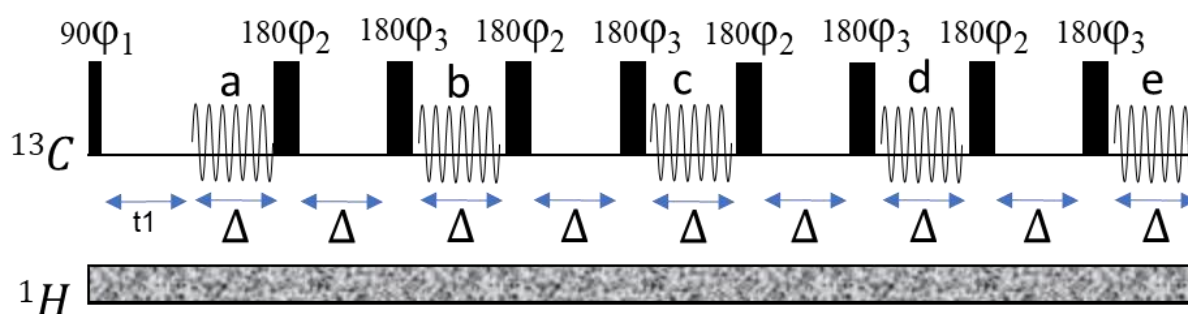 90φ₁ 180φ₂ 180φ₃ 180φ₂ 180φ₃ 180φ₂ 180φ₃ 180φ₂ 180φ₃
a b c d e
¹³C
t1 Δ Δ Δ Δ Δ Δ Δ Δ Δ
¹H